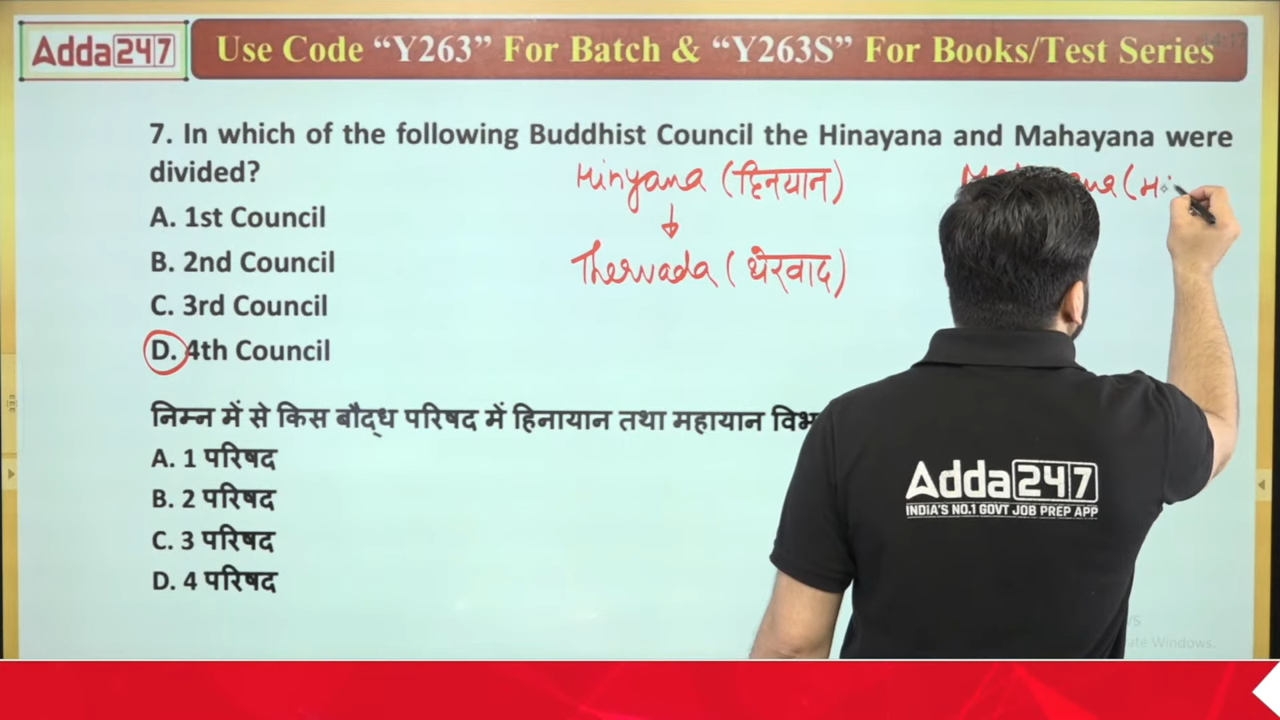 Adda247 Use Code “Y263” For Batch & “Y263S” For Books/Test Series
7. In which of the following Buddhist Council the Hinayana and Mahayana were
divided?
Hinyana (हिनयान)
A. 1st Council
B. 2nd Council
Thervada (थेरवाद)
C. 3rd Council
D. 4th Council
निम्न में से किस बौद्ध परिषद में हिनायान तथा महायान
A. 1 परिषद
B. 2 परिषद
C. 3 परिषद
D. 4 परिषद
Adda247
INDIA'S NO.1 GOVT JOB PREP APP
Windows.